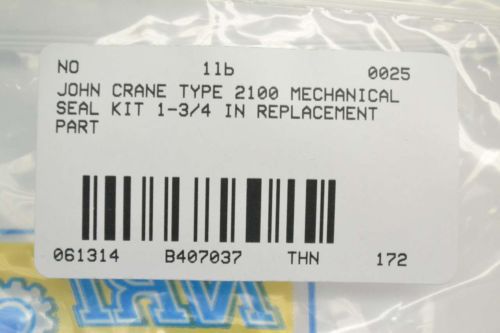 NO 11b 0025
JOHN CRANE TYPE 2100 MECHANICAL
SEAL KIT 1-3/4 IN REPLACEMENT
PART
061314 B407037 THN 172